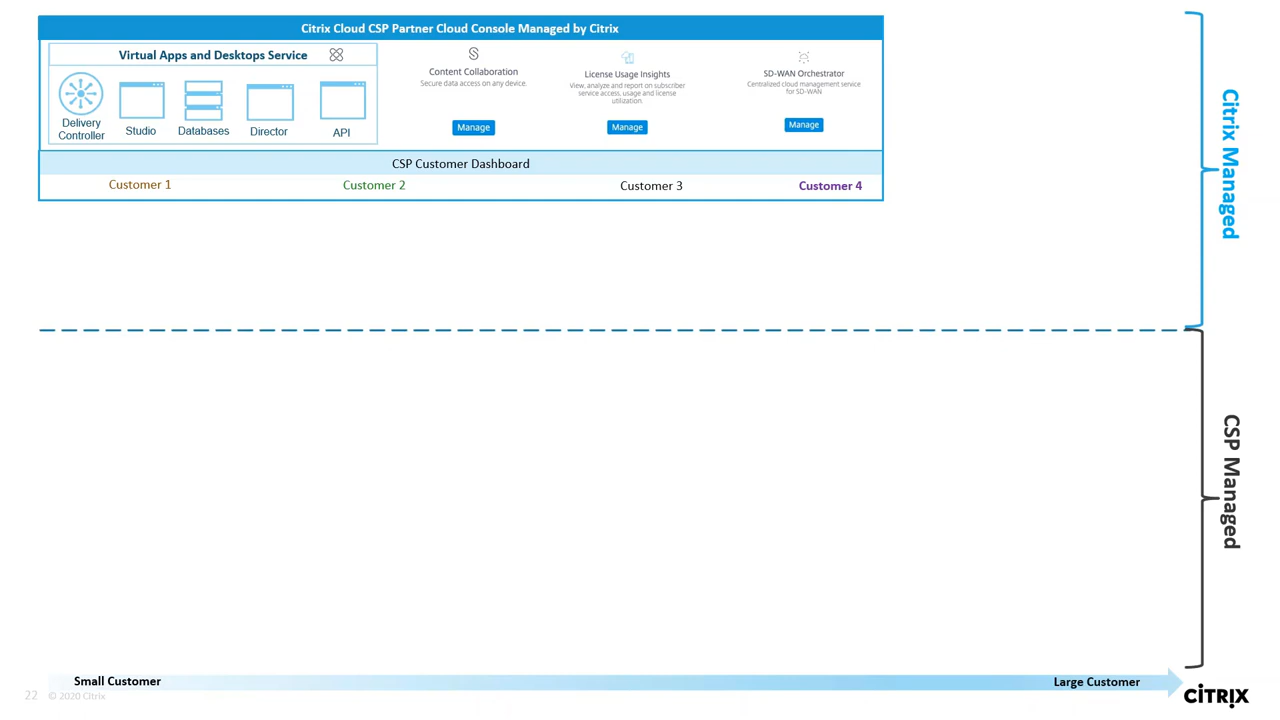 Citrix Cloud CSP Partner Cloud Console Managed by Citrix
Virtual Apps and Desktops Service
Delivery
Controller
Studio
Databases
Director
API
Content Collaboration
Secure data access on any device.
Manage
License Usage Insights
View, analyze and report on subscriber
service access, usage and license
utilization.
Manage
SD-WAN Orchestrator
Centralized cloud management service
for SD-WAN
Manage
CSP Customer Dashboard
Customer 1
Customer 2
Customer 3
Customer 4
Citrix Managed
CSP Managed
Small Customer
Large Customer
22
© 2020 Citrix
CİTRIX